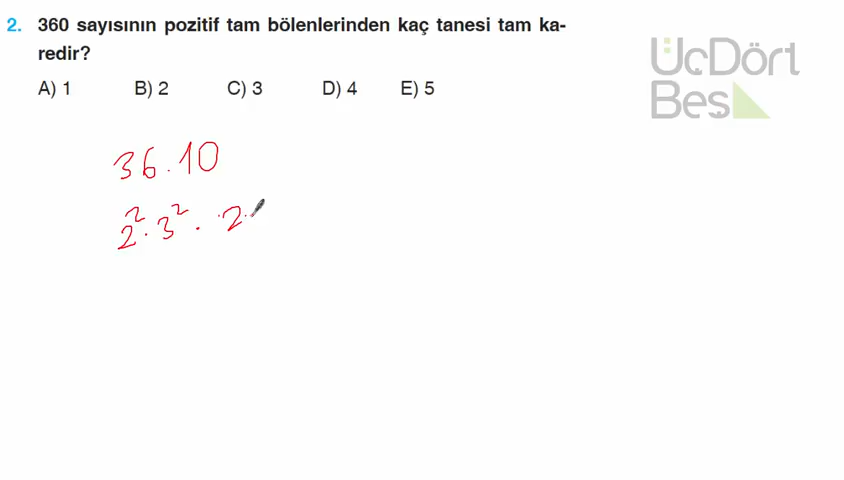 2. 360 sayısının pozitif tam bölenlerinden kaç tanesi tam ka-
redir?
A) 1 B) 2 C) 3 D) 4 E) 5
ÜçDört
Beş
36 . 10
2² . 3² . 2 .